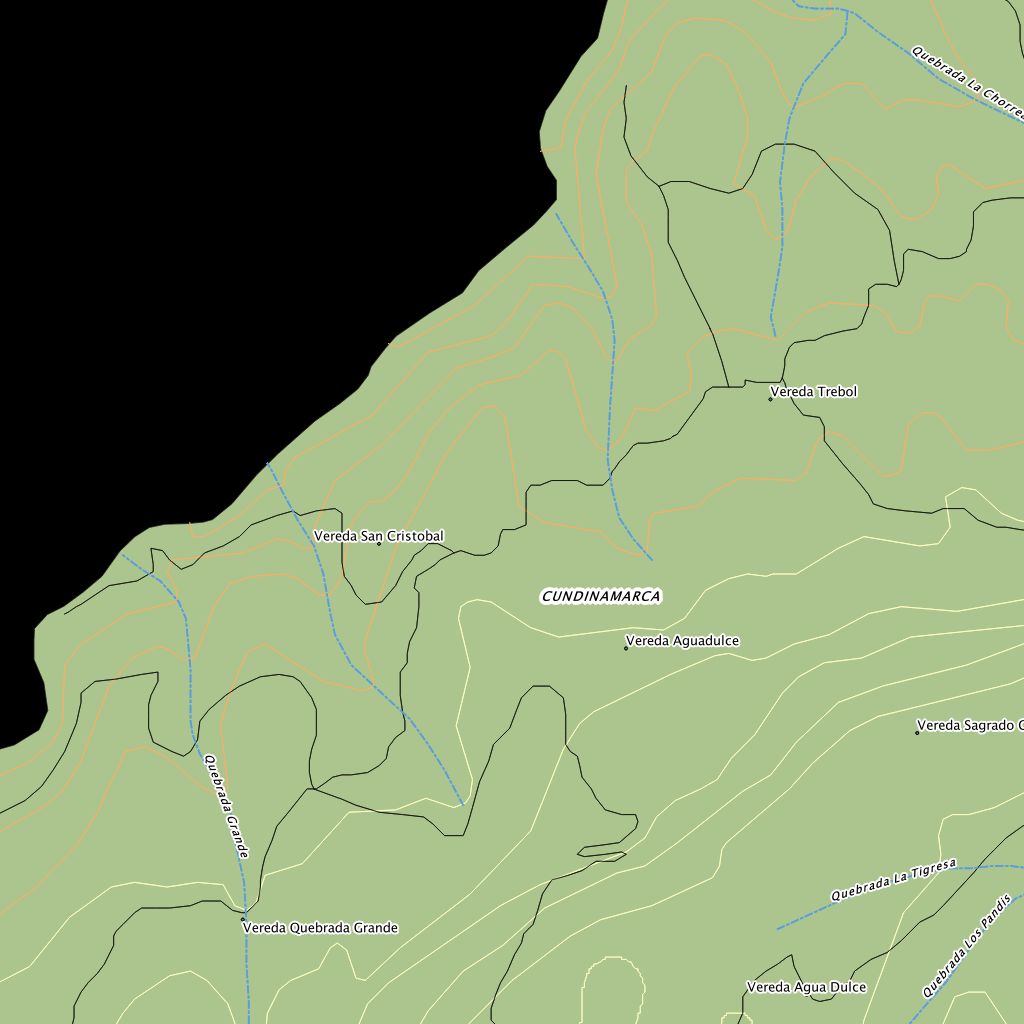 Quebrada La Chorrea
Vereda Trebol
Vereda San Cristobal
CUNDINAMARCA
Vereda Aguadulce
Vereda Sagrado
Quebrada Grande
Quebrada La Tigresa
Vereda Quebrada Grande
Quebrada Los Pandis
Vereda Agua Dulce